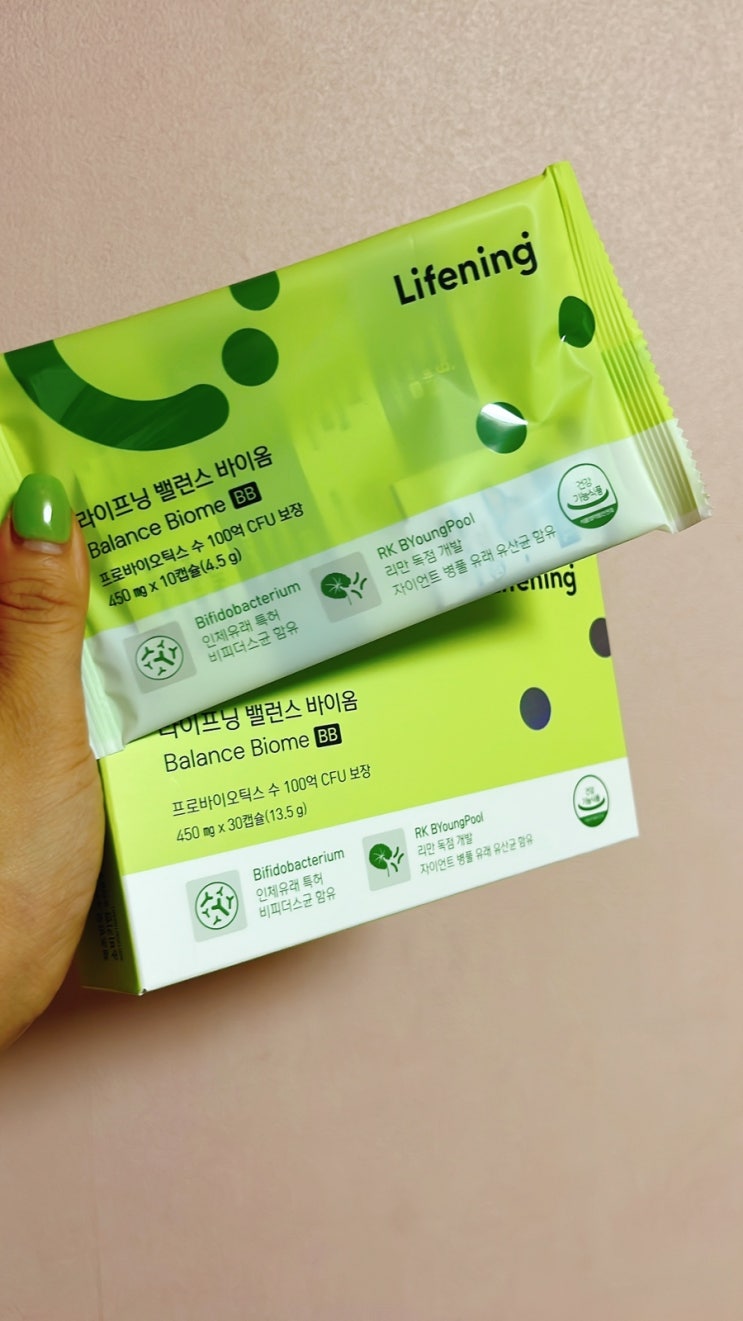 Lifening
라이프닝 밸런스 바이옴
Balance Biome BB
프로바이오틱스 수 100억 CFU 보장
450 mg x 10캡슐(4.5 g)
Bifidobacterium
인체유래 특허
비피더스균 함유
RK BYoungPool
리만 독점 개발
자이언트 병풀 유래 유산균 함유
건강
기능식품
라이프닝 밸런스 바이옴
Balance Biome BB
프로바이오틱스 수 100억 CFU 보장
450 mg x 30캡슐(13.5 g)
Bifidobacterium
인체유래 특허
비피더스균 함유
RK BYoungPool
리만 독점 개발
자이언트 병풀 유래 유산균 함유
건강
기능식품